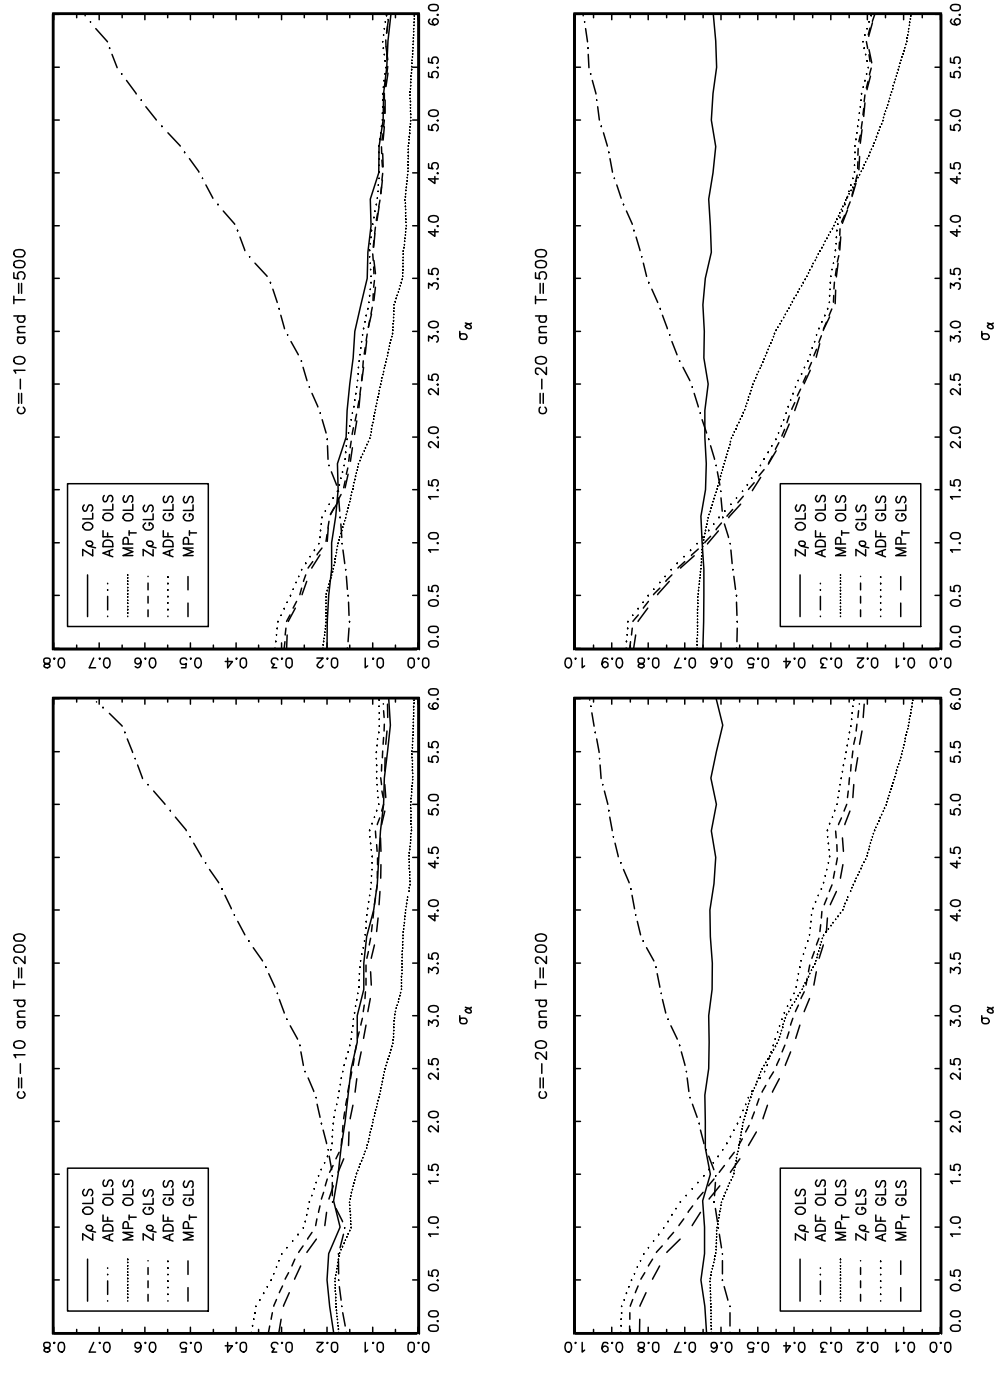 c=−10 and T=200
0.8
0.7
0.6
0.5
0.4
0.3
0.2
0.1
0.0
0.0 0.5 1.0 1.5 2.0 2.5 3.0 3.5 4.0 4.5 5.0 5.5 6.0
σα
Zρ OLS
ADF OLS
MPT OLS
Zρ GLS
ADF GLS
MPT GLS
c=−10 and T=500
0.8
0.7
0.6
0.5
0.4
0.3
0.2
0.1
0.0
0.0 0.5 1.0 1.5 2.0 2.5 3.0 3.5 4.0 4.5 5.0 5.5 6.0
σα
Zρ OLS
ADF OLS
MPT OLS
Zρ GLS
ADF GLS
MPT GLS
c=−20 and T=200
1.0
0.9
0.8
0.7
0.6
0.5
0.4
0.3
0.2
0.1
0.0
0.0 0.5 1.0 1.5 2.0 2.5 3.0 3.5 4.0 4.5 5.0 5.5 6.0
σα
Zρ OLS
ADF OLS
MPT OLS
Zρ GLS
ADF GLS
MPT GLS
c=−20 and T=500
1.0
0.9
0.8
0.7
0.6
0.5
0.4
0.3
0.2
0.1
0.0
0.0 0.5 1.0 1.5 2.0 2.5 3.0 3.5 4.0 4.5 5.0 5.5 6.0
σα
Zρ OLS
ADF OLS
MPT OLS
Zρ GLS
ADF GLS
MPT GLS